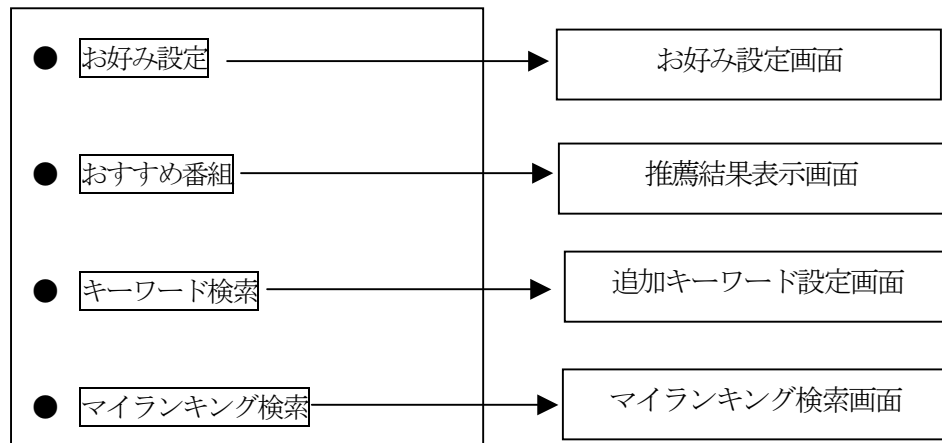 ● お好み設定
お好み設定画面
● おすすめ番組
推薦結果表示画面
● キーワード検索
追加キーワード設定画面
● マイランキング検索
マイランキング検索画面